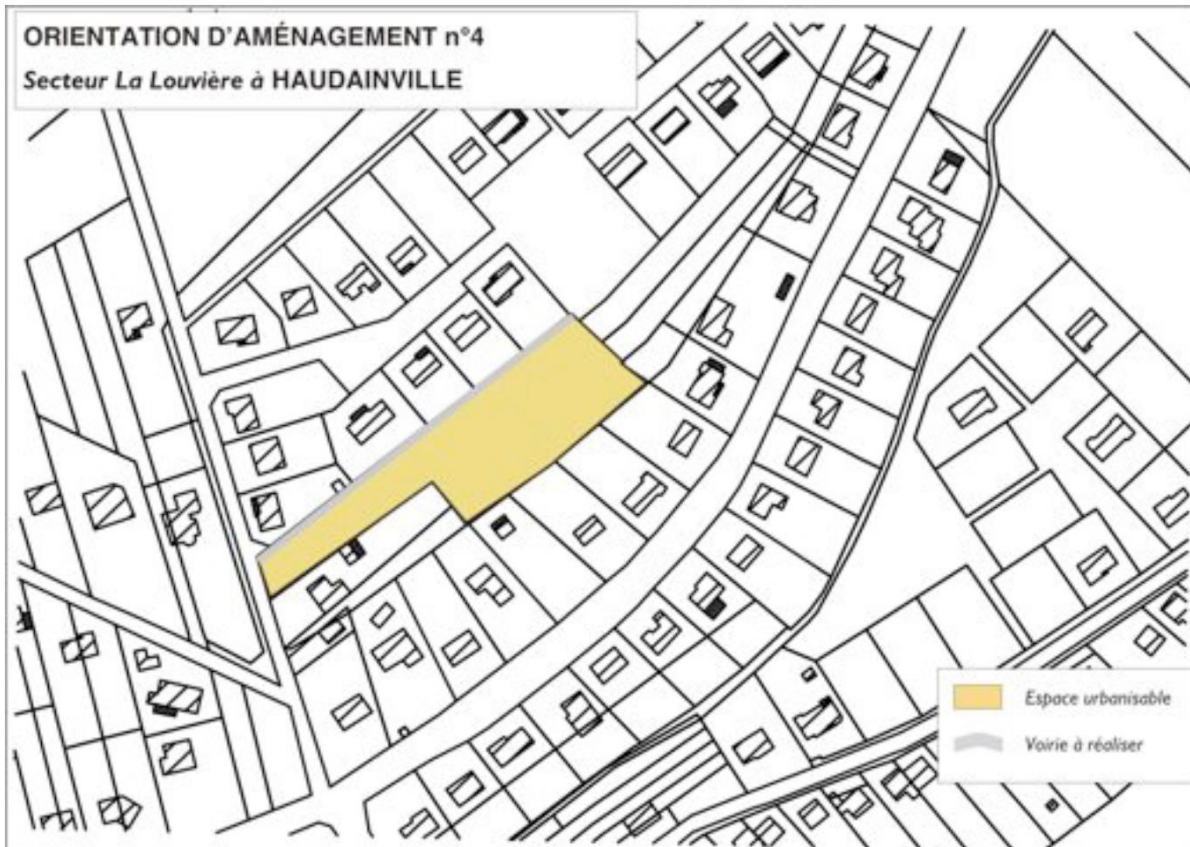 ORIENTATION D'AMÉNAGEMENT n°4
Secteur La Louvière à HAUDAINVILLE
Espace urbanisable
Voirie à réaliser